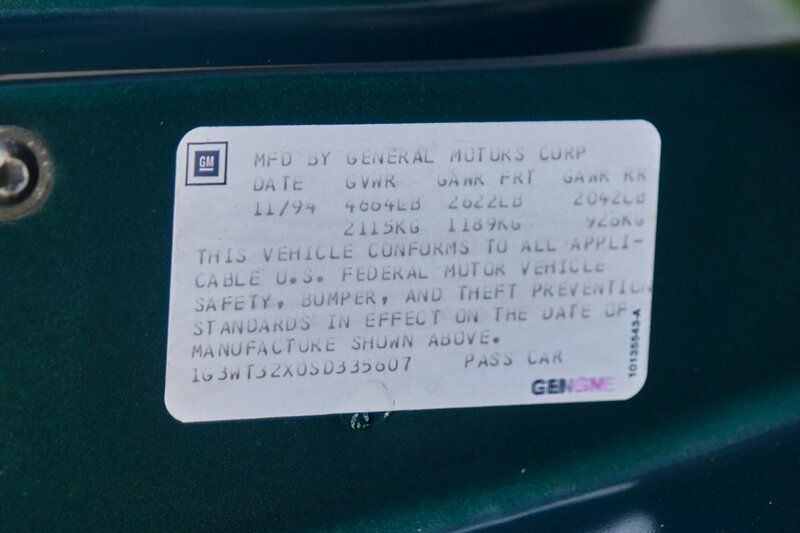 GM
MFD BY GENERAL MOTORS CORP
DATE GVWR GAWR FRT GAWR RR
11/94 4664LB 2622LB 2042LB
2115KG 1189KG 926KG
THIS VEHICLE CONFORMS TO ALL APPLI-
CABLE U.S. FEDERAL MOTOR VEHICLE
SAFETY, BUMPER, AND THEFT PREVENTION
STANDARDS IN EFFECT ON THE DATE OF
MANUFACTURE SHOWN ABOVE.
1G3WT32X0SD335607 PASS CAR
GENGME
10135543-A